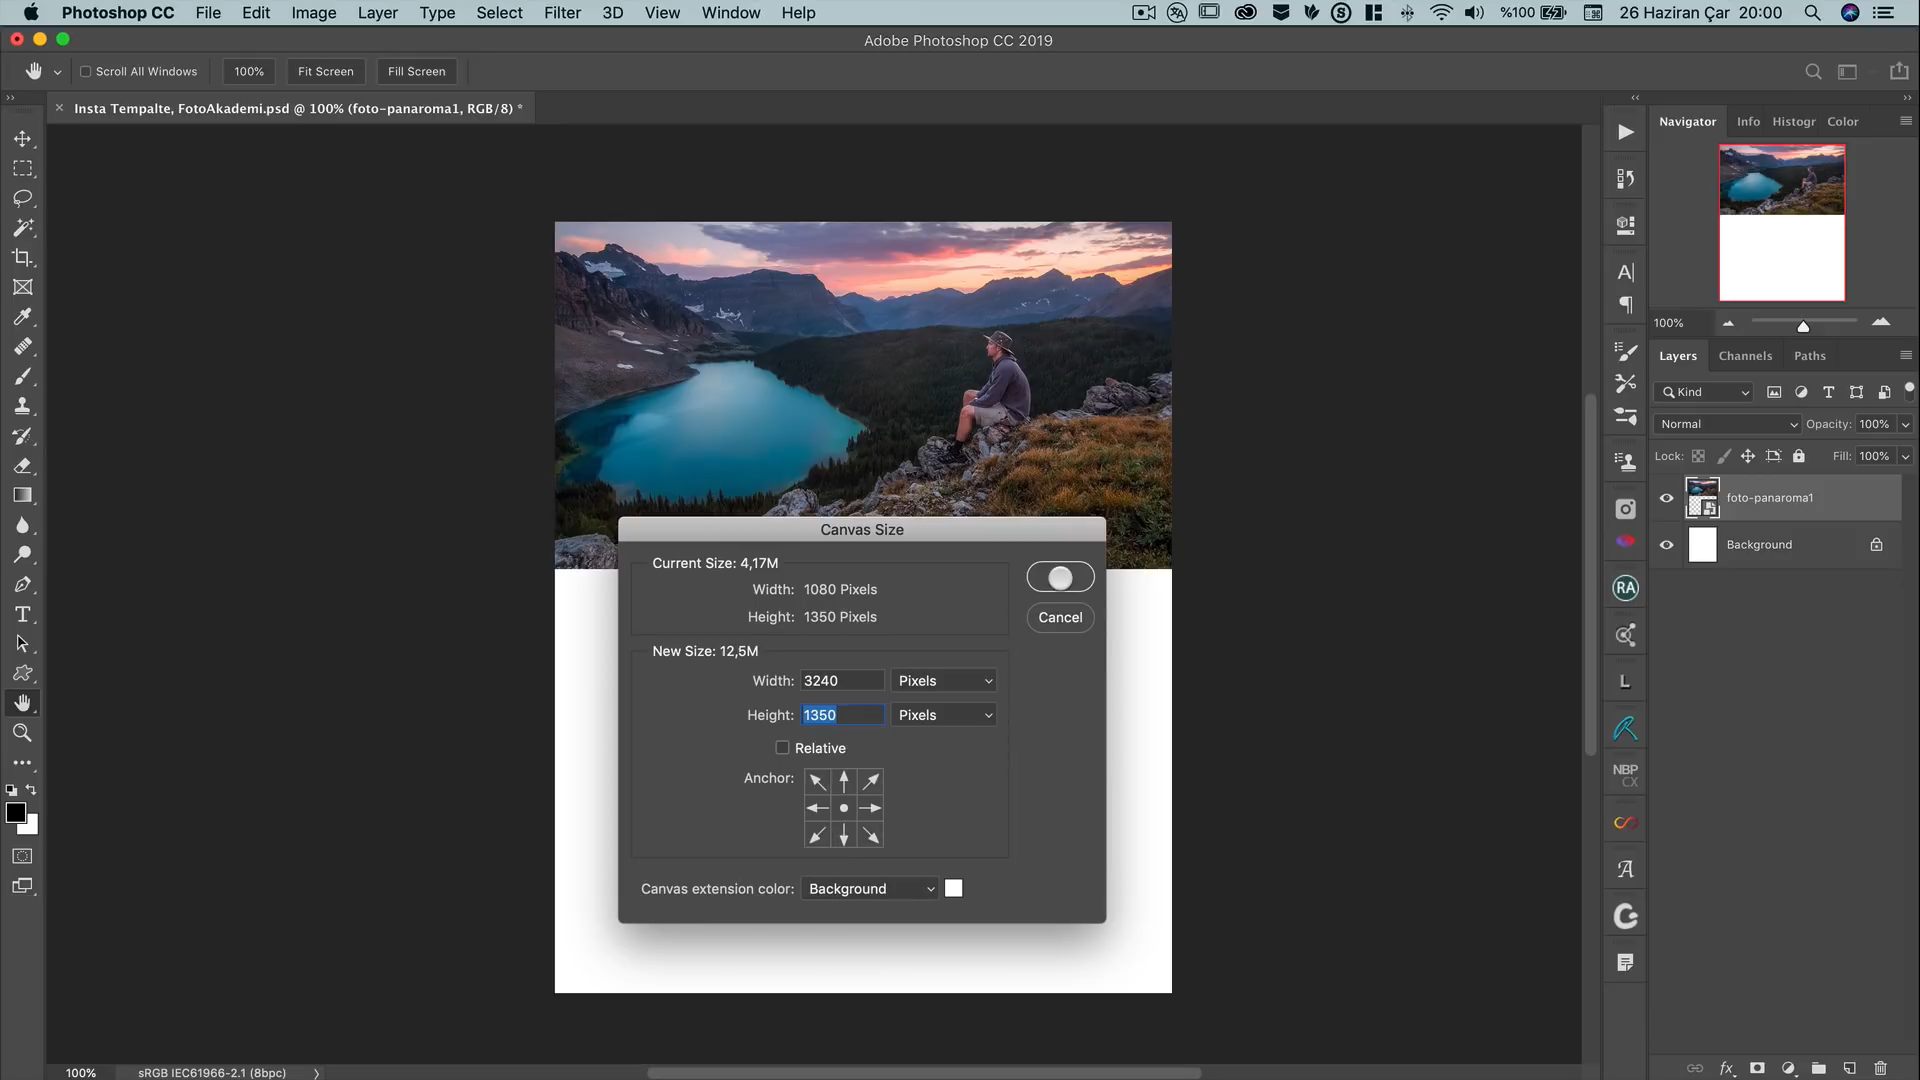 Photoshop CC File Edit Image Layer Type Select Filter 3D View Window Help %100 26 Haziran Çar 20:00
Adobe Photoshop CC 2019
Scroll All Windows 100% Fit Screen Fill Screen
Insta Tempalte, FotoAkademi.psd @ 100% (foto-panaroma1, RGB/8) *
Navigator Info Histogr Color
100%
Layers Channels Paths
Kind
Normal Opacity: 100%
Lock: Fill: 100%
foto-panaroma1
Background
Canvas Size
Current Size: 4,17M
Width: 1080 Pixels
Height: 1350 Pixels
Cancel
New Size: 12,5M
Width: 3240 Pixels
Height: 1350 Pixels
Relative
Anchor:
Canvas extension color: Background
RA
L
NBP
CX
100% sRGB IEC61966-2.1 (8bpc)
fx